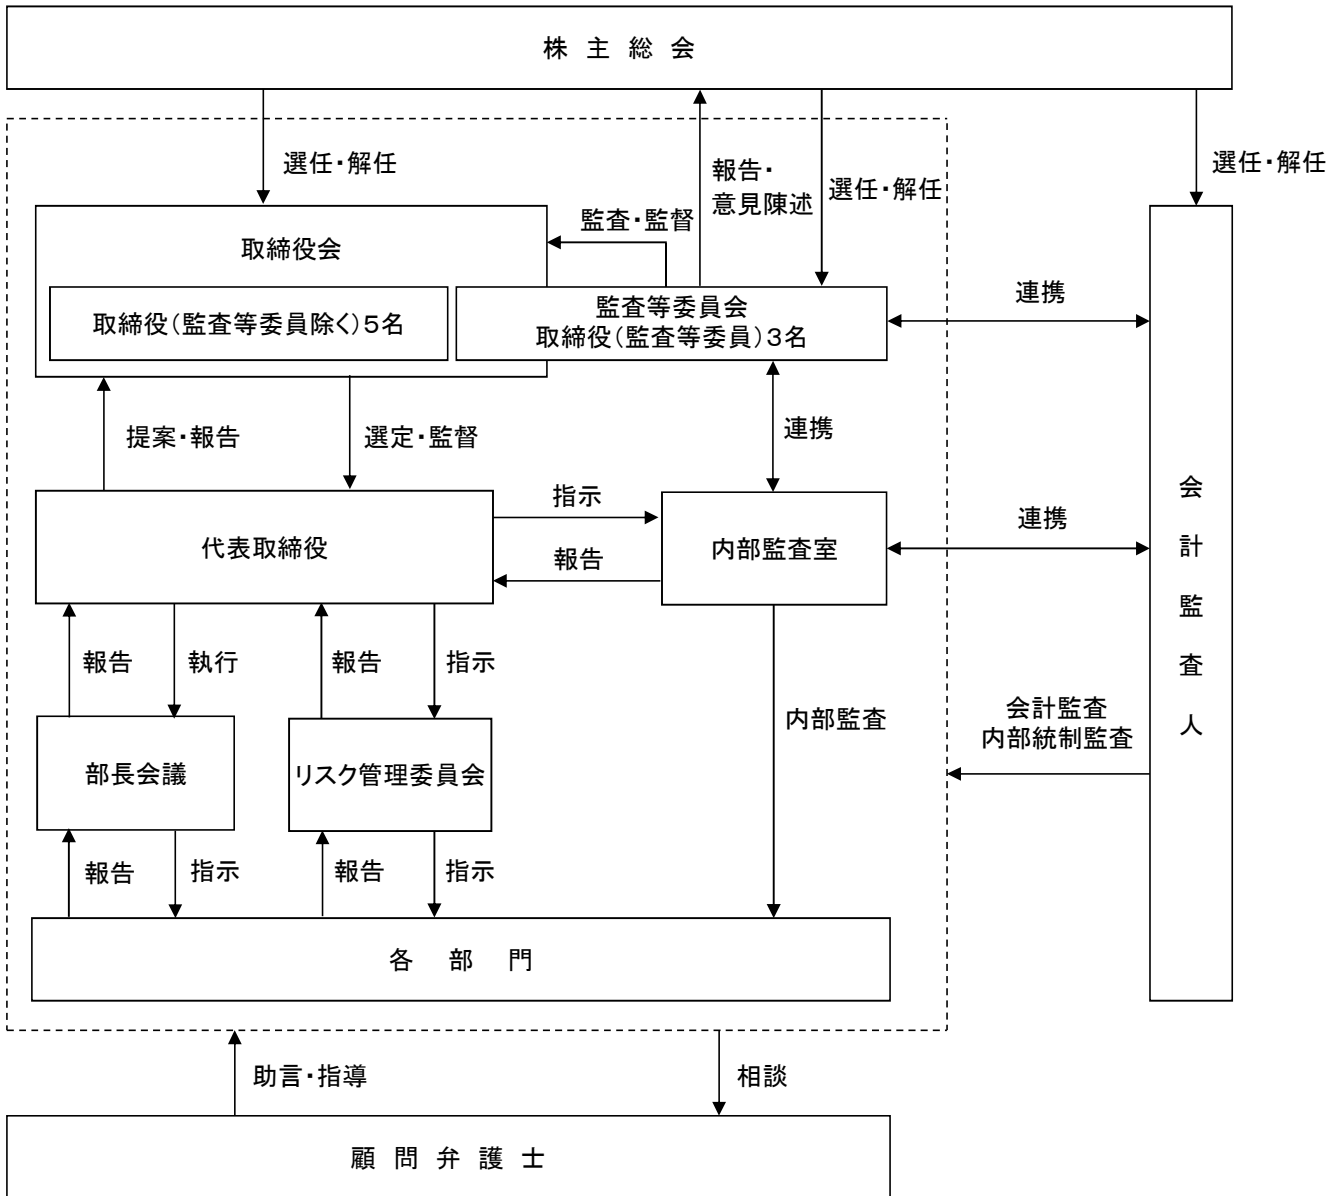 株主総会
選任・解任
報告・
意見陳述
選任・解任
選任・解任
監査・監督
取締役会
取締役(監査等委員除く)5名
監査等委員会
取締役(監査等委員)3名
連携
提案・報告
選定・監督
連携
代表取締役
指示
報告
内部監査室
連携
会計監査人
報告
執行
報告
指示
内部監査
会計監査
内部統制監査
部長会議
リスク管理委員会
報告
指示
報告
指示
各部門
助言・指導
相談
顧問弁護士